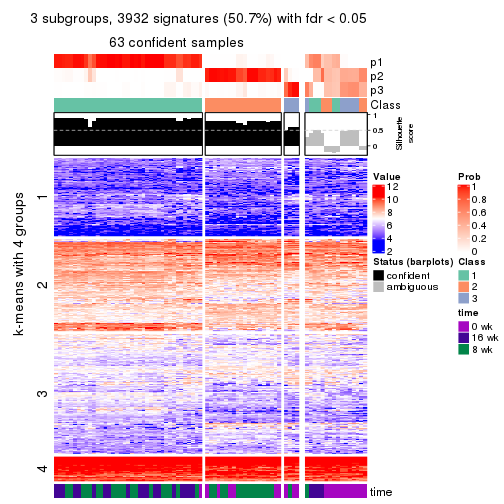 3 subgroups, 3932 signatures (50.7%) with fdr < 0.05
63 confident samples
p1
p2
p3
Class
1
0.5
0
Silhouette
score
k-means with 4 groups
1
2
3
4
time
Value
12
10
8
6
4
2
Prob
1
0.8
0.6
0.4
0.2
0
Status (barplots)
confident
ambiguous
Class
1
2
3
time
0 wk
16 wk
8 wk